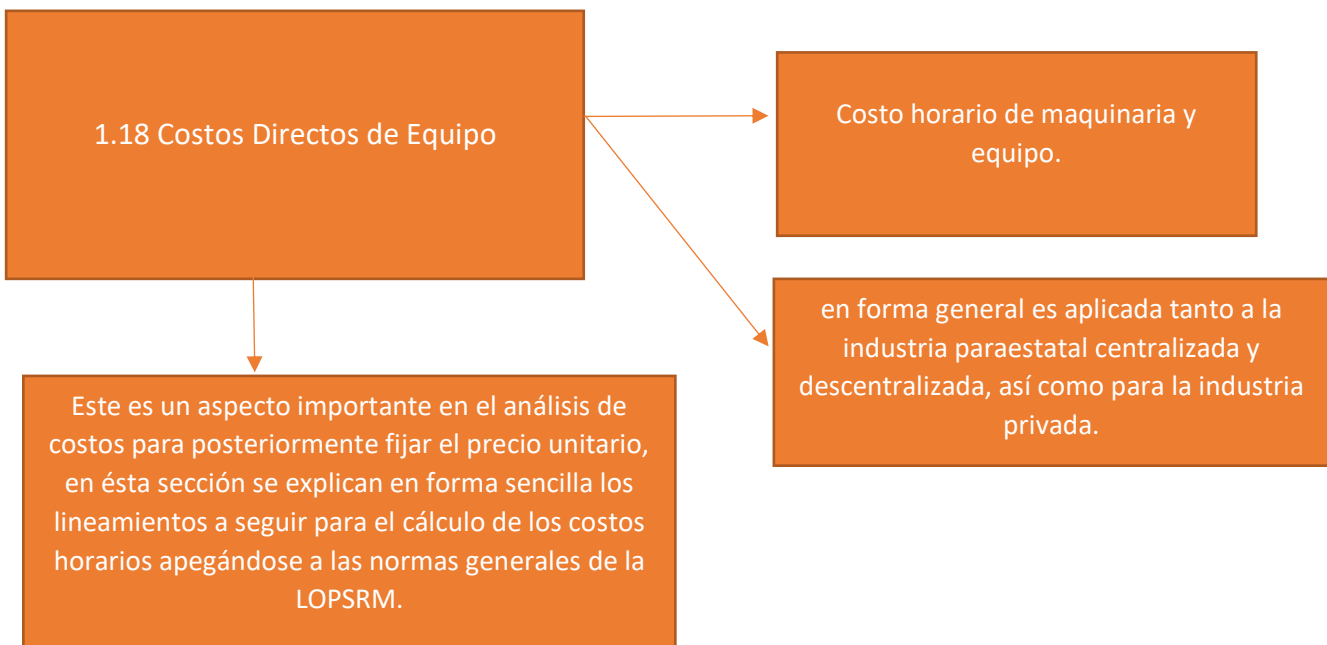 1.18 Costos Directos de Equipo
Costo horario de maquinaria y
equipo.
en forma general es aplicada tanto a la
industria paraestatal centralizada y
descentralizada, así como para la industria
privada.
Este es un aspecto importante en el análisis de
costos para posteriormente fijar el precio unitario,
en ésta sección se explican en forma sencilla los
lineamientos a seguir para el cálculo de los costos
horarios apegándose a las normas generales de la
LOPSRM.